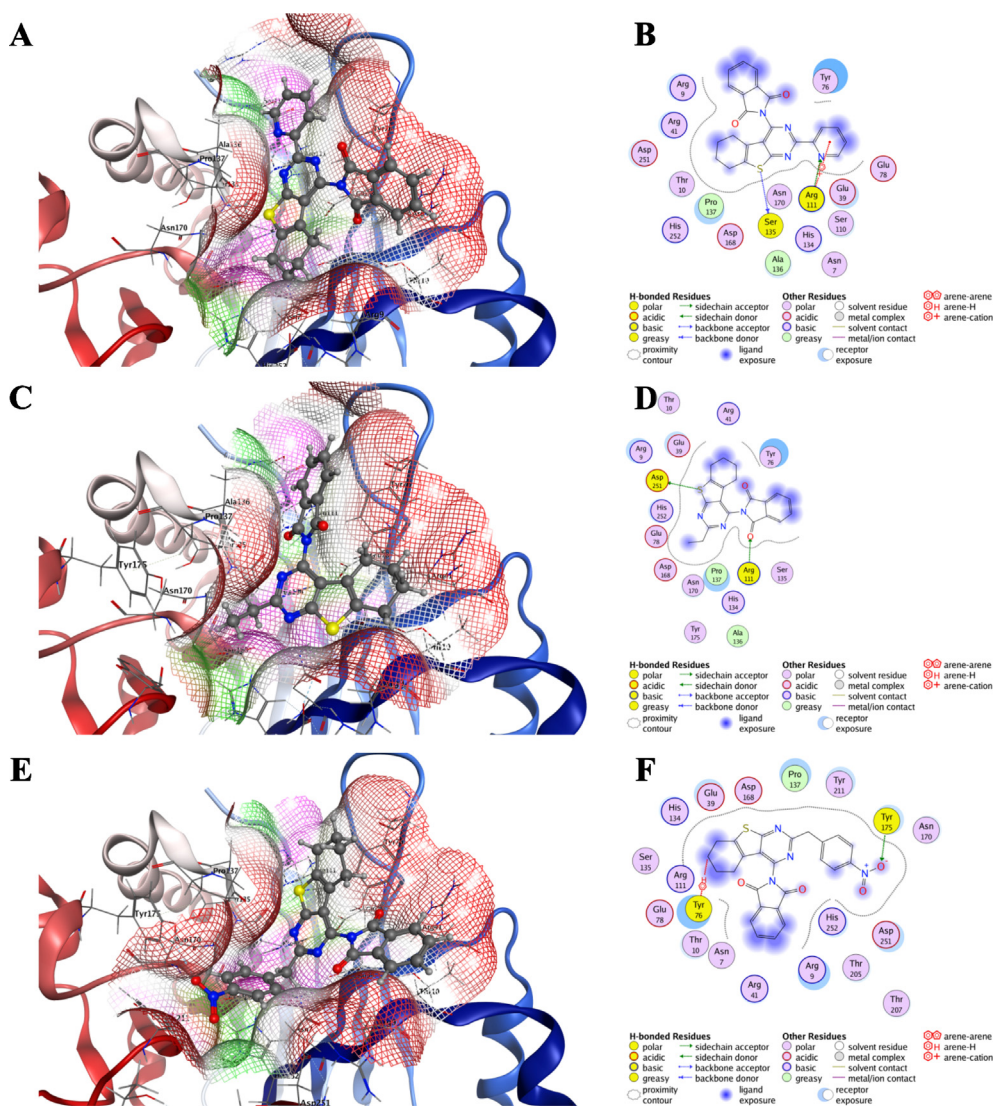 A
Ala136
Pro137
Asn170
Arg9
B
Arg
9
Arg
41
Asp
251
Thr
10
Pro
137
His
252
Asp
168
Asn
170
Ser
135
Ala
136
Tyr
76
Glu
78
Glu
39
Arg
111
Ser
110
His
134
Asn
7
H-bonded Residues
polar
acidic
basic
greasy
proximity
contour
sidechain acceptor
sidechain donor
backbone acceptor
backbone donor
ligand
exposure
Other Residues
polar
acidic
basic
greasy
solvent residue
metal complex
solvent contact
metal/ion contact
receptor
exposure
arene-arene
arene-H
arene-cation
C
Ala136
Pro137
Tyr175
Asn170
D
Thr
10
Arg
41
Arg
9
Glu
39
Tyr
76
Asp
251
His
252
Glu
78
Asp
168
Asn
170
Pro
137
Arg
111
Ser
135
His
134
Tyr
175
Ala
136
H-bonded Residues
polar
acidic
basic
greasy
proximity
contour
sidechain acceptor
sidechain donor
backbone acceptor
backbone donor
ligand
exposure
Other Residues
polar
acidic
basic
greasy
solvent residue
metal complex
solvent contact
metal/ion contact
receptor
exposure
arene-arene
arene-H
arene-cation
E
Pro137
Tyr175
Asn170
Asp251
F
His
134
Glu
39
Asp
168
Pro
137
Tyr
211
Tyr
175
Asn
170
Ser
135
Arg
111
Glu
78
Tyr
76
Thr
10
Asn
7
Arg
41
His
252
Arg
9
Thr
205
Asp
251
Thr
207
H-bonded Residues
polar
acidic
basic
greasy
proximity
contour
sidechain acceptor
sidechain donor
backbone acceptor
backbone donor
ligand
exposure
Other Residues
polar
acidic
basic
greasy
solvent residue
metal complex
solvent contact
metal/ion contact
receptor
exposure
arene-arene
arene-H
arene-cation